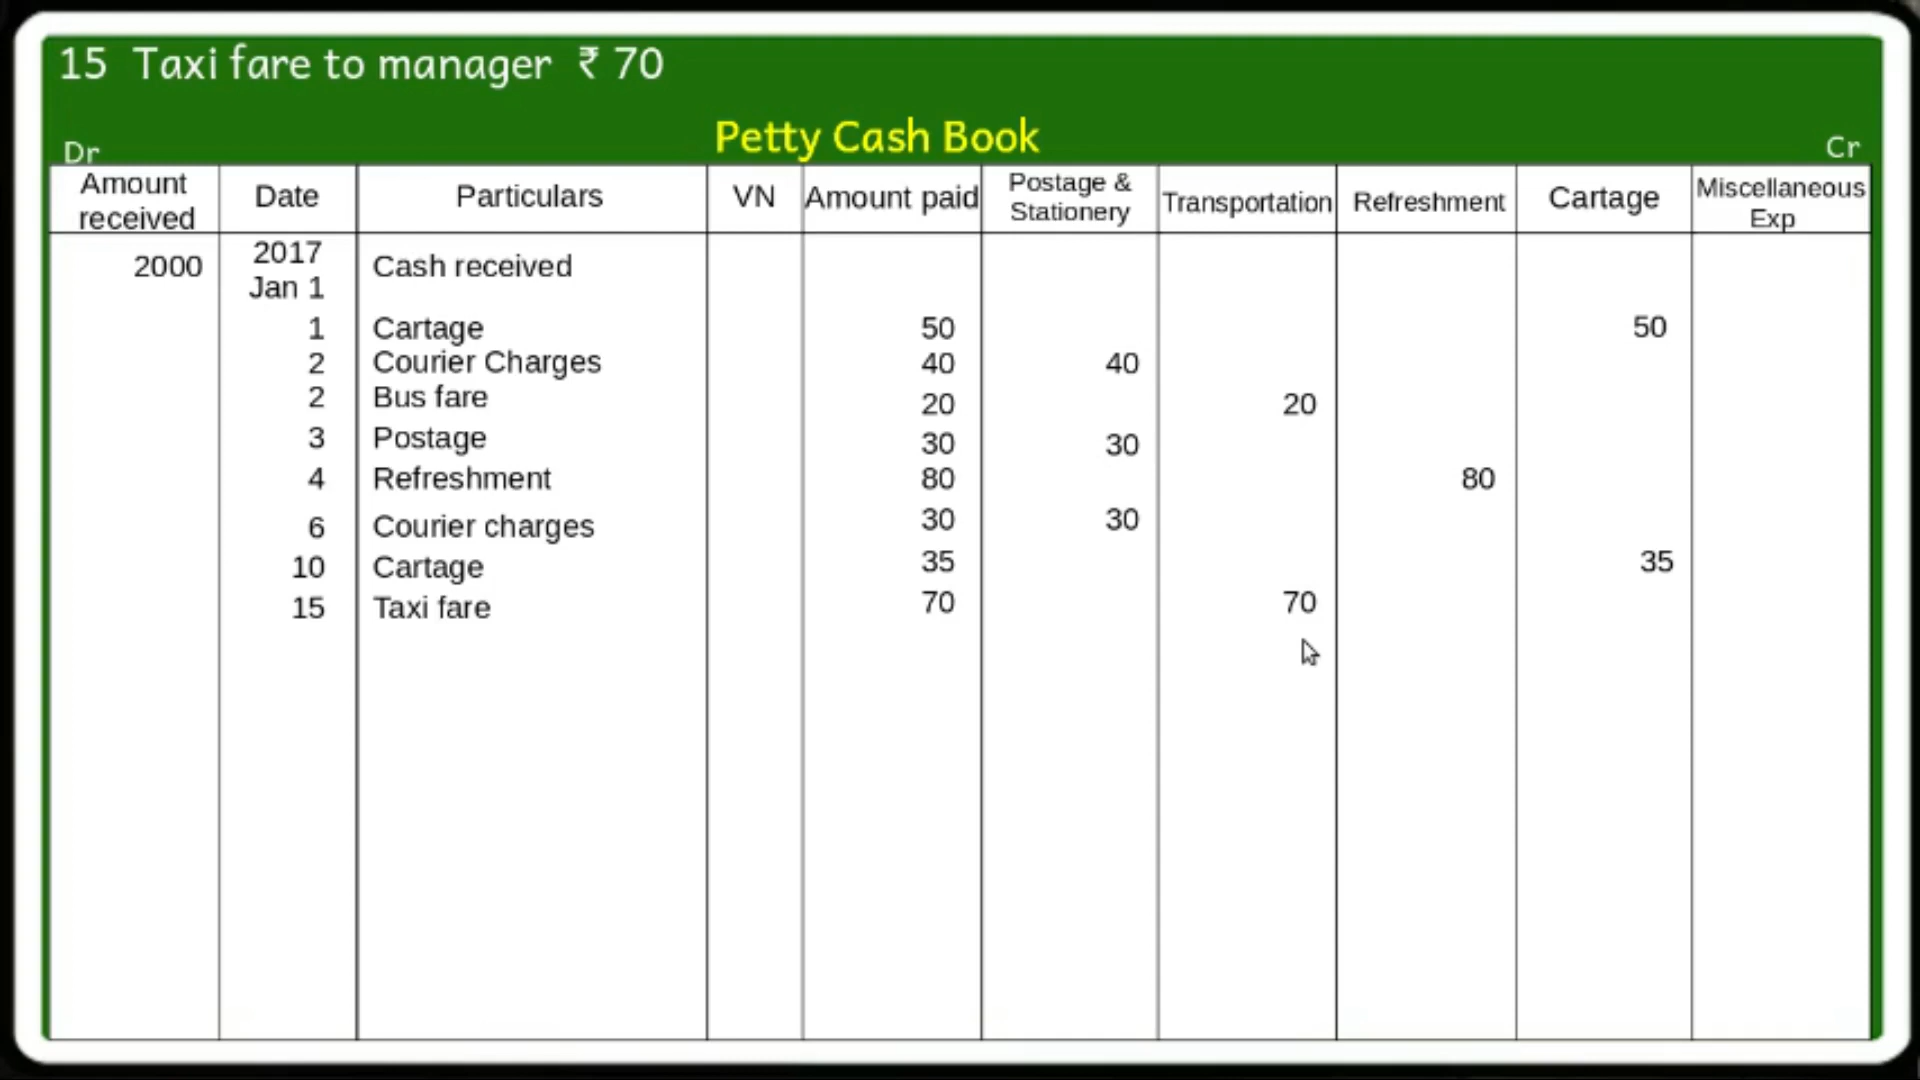 15 Taxi fare to manager ₹ 70
Petty Cash Book
Dr
Cr
Amount received Date Particulars VN Amount paid Postage & Stationery Transportation Refreshment Cartage Miscellaneous Exp
2000 2017 Jan 1 Cash received
1 Cartage 50 50
2 Courier Charges 40 40
2 Bus fare 20 20
3 Postage 30 30
4 Refreshment 80 80
6 Courier charges 30 30
10 Cartage 35 35
15 Taxi fare 70 70